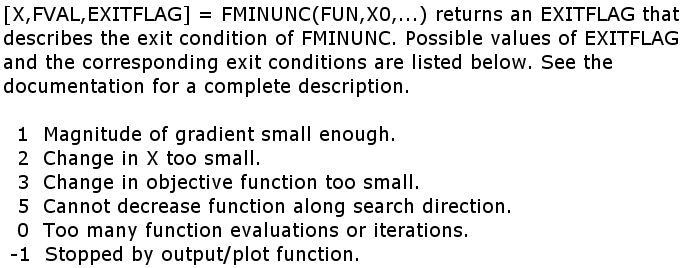 [X,FVAL,EXITFLAG] = FMINUNC(FUN,X0,...) returns an EXITFLAG that
describes the exit condition of FMINUNC. Possible values of EXITFLAG
and the corresponding exit conditions are listed below. See the
documentation for a complete description.
1 Magnitude of gradient small enough.
2 Change in X too small.
3 Change in objective function too small.
5 Cannot decrease function along search direction.
0 Too many function evaluations or iterations.
-1 Stopped by output/plot function.